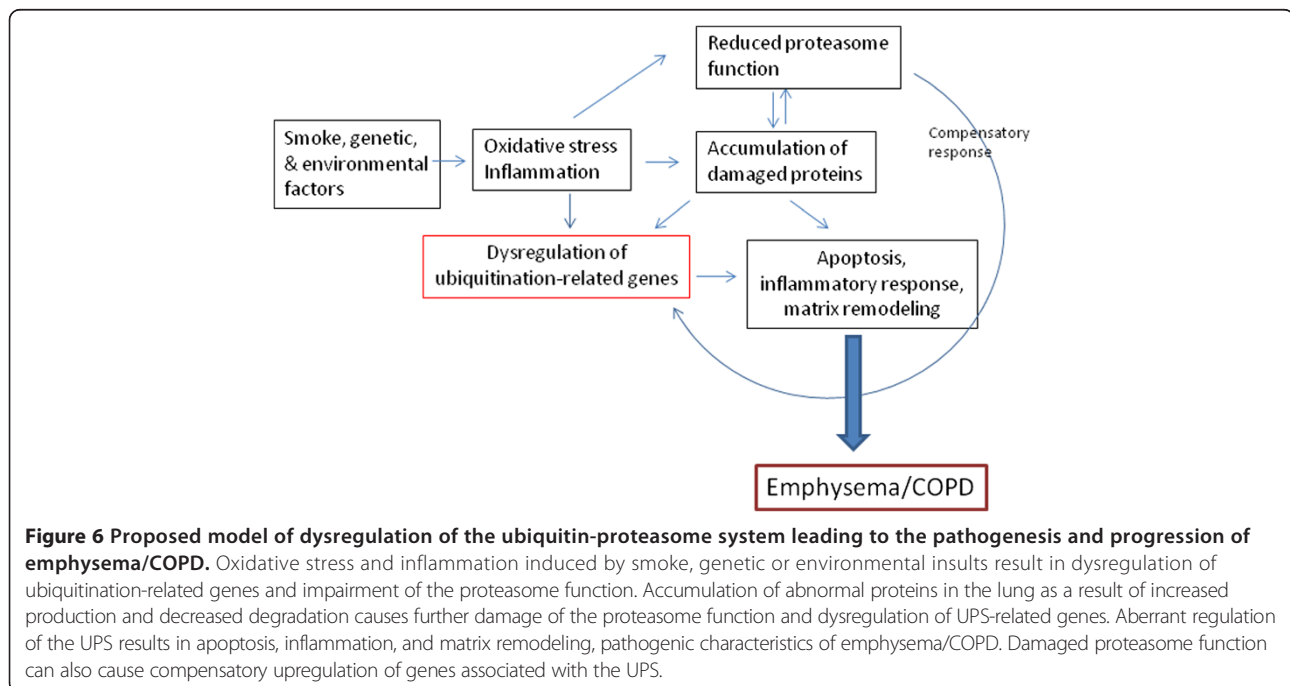 Reduced proteasome
function
Compensatory
response
Smoke, genetic,
& environmental
factors
Oxidative stress
Inflammation
Accumulation of
damaged proteins
Dysregulation of
ubiquitination-related genes
Apoptosis,
inflammatory response,
matrix remodeling
Emphysema/COPD
Figure 6 Proposed model of dysregulation of the ubiquitin-proteasome system leading to the pathogenesis and progression of
emphysema/COPD. Oxidative stress and inflammation induced by smoke, genetic or environmental insults result in dysregulation of
ubiquitination-related genes and impairment of the proteasome function. Accumulation of abnormal proteins in the lung as a result of increased
production and decreased degradation causes further damage of the proteasome function and dysregulation of UPS-related genes. Aberrant regulation
of the UPS results in apoptosis, inflammation, and matrix remodeling, pathogenic characteristics of emphysema/COPD. Damaged proteasome function
can also cause compensatory upregulation of genes associated with the UPS.